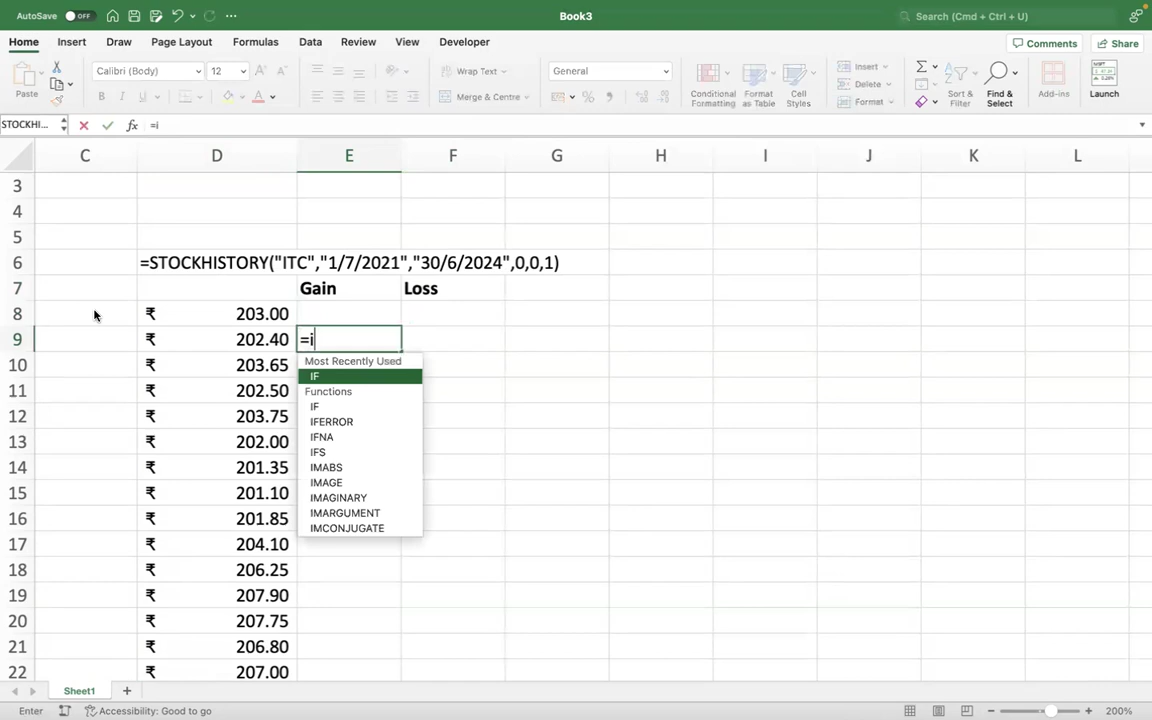 AutoSave OFF Book3 Search (Cmd + Ctrl + U)
Home Insert Draw Page Layout Formulas Data Review View Developer Comments Share
Paste Calibri (Body) 12 A A Wrap Text General Conditional Formatting Format as Table Cell Styles Insert Delete Format Sort & Filter Find & Select Add-ins Launch
B I U A Merge & Centre % 9
STOCKHI... fx =i
C D E F G H I J K L
3
4
5
6 =STOCKHISTORY("ITC","1/7/2021","30/6/2024",0,0,1)
7 Gain Loss
8 ₹ 203.00
9 ₹ 202.40 =i
Most Recently Used
10 ₹ 203.65 IF
Functions
11 ₹ 202.50 IF
12 ₹ 203.75 IFERROR
IFNA
13 ₹ 202.00 IFS
14 ₹ 201.35 IMABS
IMAGE
15 ₹ 201.10 IMAGINARY
16 ₹ 201.85 IMARGUMENT
IMCONJUGATE
17 ₹ 204.10
18 ₹ 206.25
19 ₹ 207.90
20 ₹ 207.75
21 ₹ 206.80
22 ₹ 207.00
Sheet1
Enter Accessibility: Good to go 200%